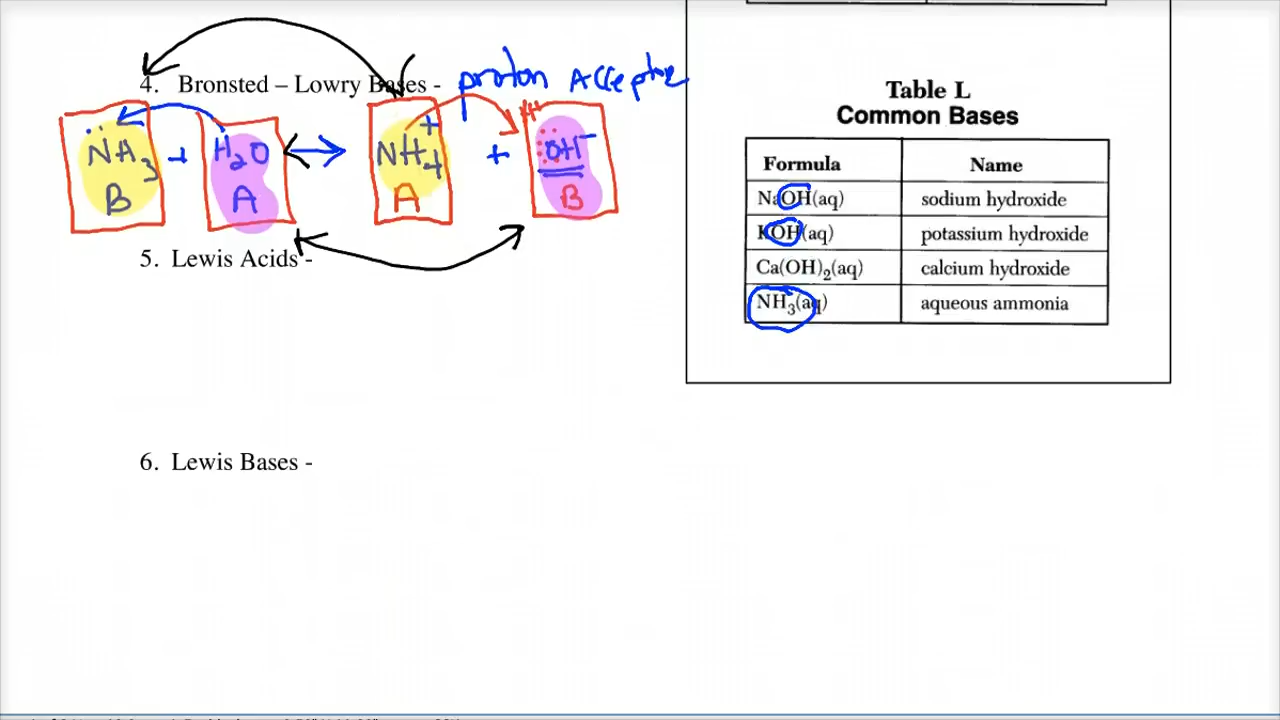 4. Bronsted – Lowry Bases - proton Acceptor
N̈H₃ + H₂O ⟷ NH₄⁺ + OH⁻
B A A B
5. Lewis Acids -
6. Lewis Bases -
Table L
Common Bases
Formula Name
NaOH(aq) sodium hydroxide
KOH(aq) potassium hydroxide
Ca(OH)₂(aq) calcium hydroxide
NH₃(aq) aqueous ammonia